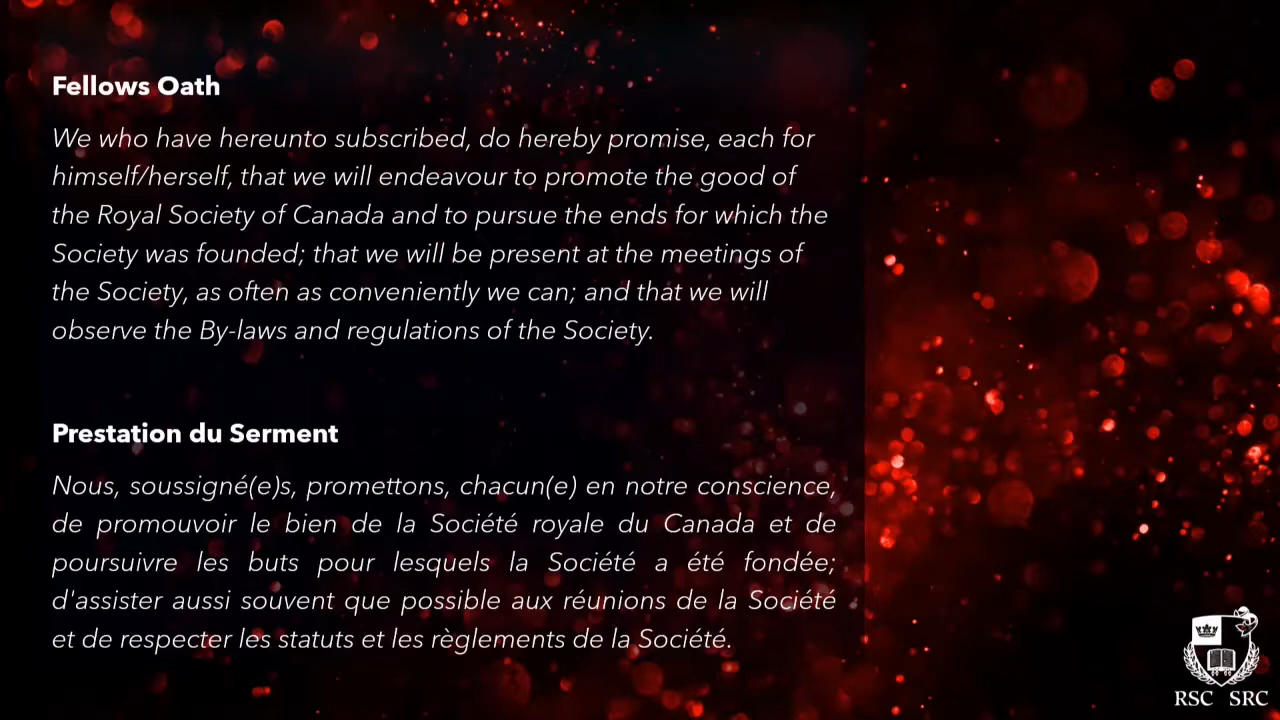 Fellows Oath
We who have hereunto subscribed, do hereby promise, each for
himself/herself, that we will endeavour to promote the good of
the Royal Society of Canada and to pursue the ends for which the
Society was founded; that we will be present at the meetings of
the Society, as often as conveniently we can; and that we will
observe the By-laws and regulations of the Society.
Prestation du Serment
Nous, soussigné(e)s, promettons, chacun(e) en notre conscience,
de promouvoir le bien de la Société royale du Canada et de
poursuivre les buts pour lesquels la Société a été fondée;
d'assister aussi souvent que possible aux réunions de la Société
et de respecter les statuts et les règlements de la Société.
RSC SRC